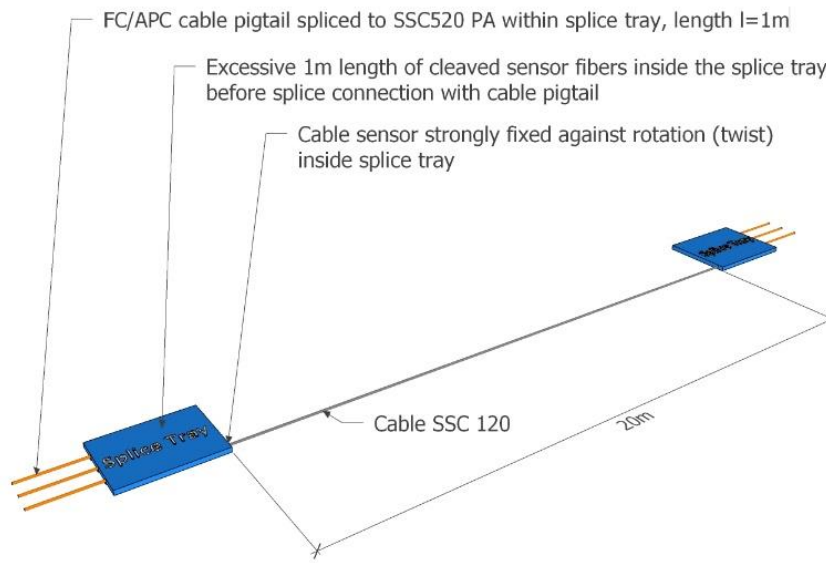 FC/APC cable pigtail spliced to SSC520 PA within splice tray, length l=1m
Excessive 1m length of cleaved sensor fibers inside the splice tray
before splice connection with cable pigtail
Cable sensor strongly fixed against rotation (twist)
inside splice tray
Splice Tray
Cable SSC 120
20m
Splice Tray